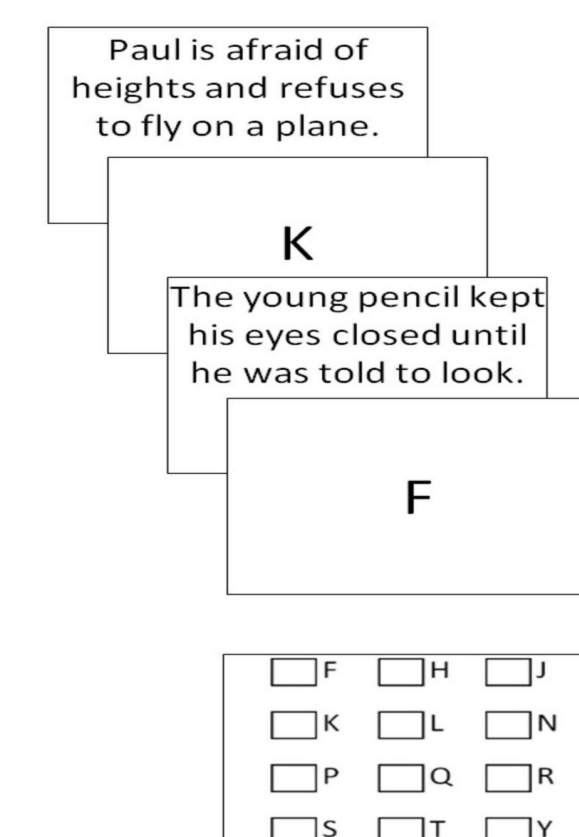 Paul is afraid of
heights and refuses
to fly on a plane.
K
The young pencil kept
his eyes closed until
he was told to look.
F
F H J
K L N
P Q R
S T Y